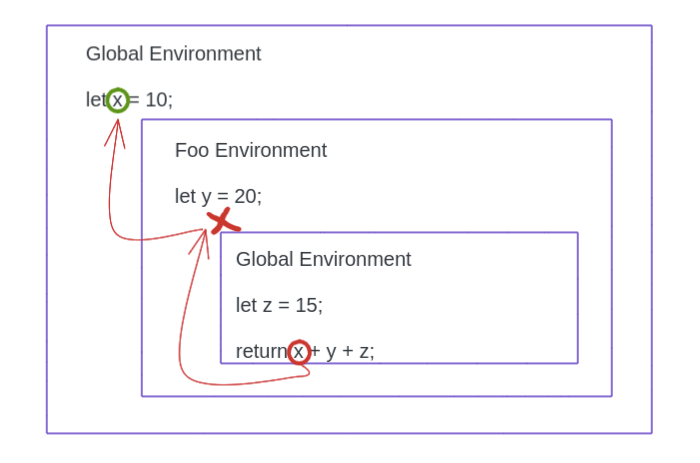 Global Environment
let x = 10;
Foo Environment
let y = 20;
Global Environment
let z = 15;
return x + y + z;